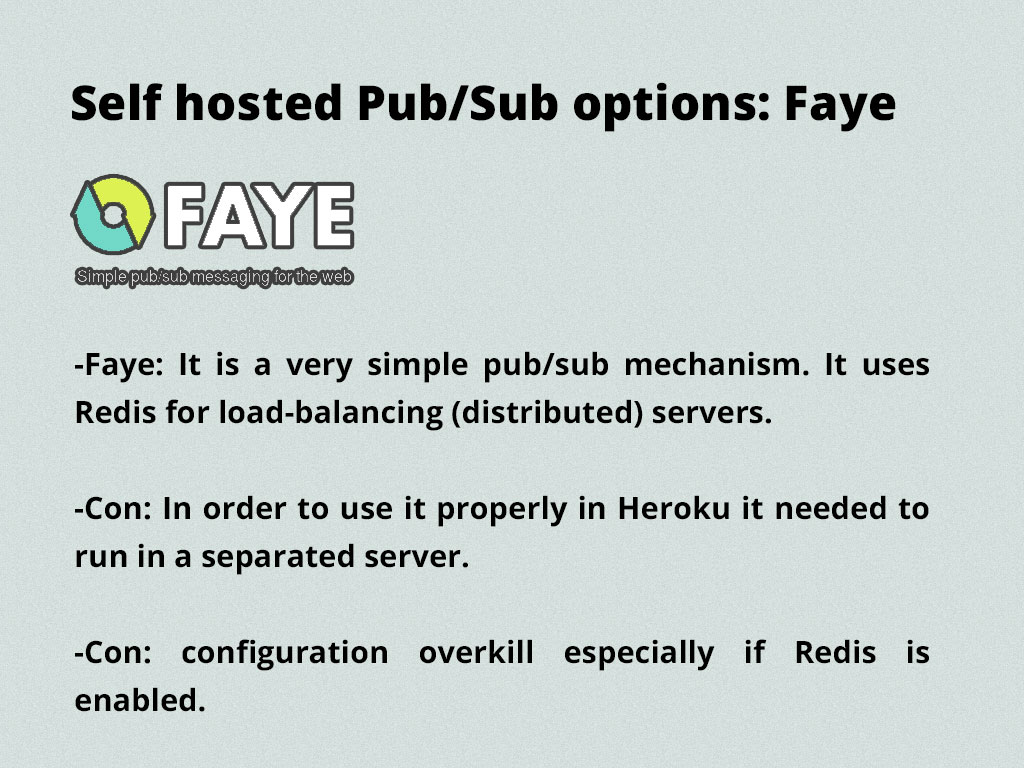 Self hosted Pub/Sub options: Faye
FAYE
Simple pub/sub messaging for the web
-Faye: It is a very simple pub/sub mechanism. It uses
Redis for load-balancing (distributed) servers.
-Con: In order to use it properly in Heroku it needed to
run in a separated server.
-Con: configuration overkill especially if Redis is
enabled.